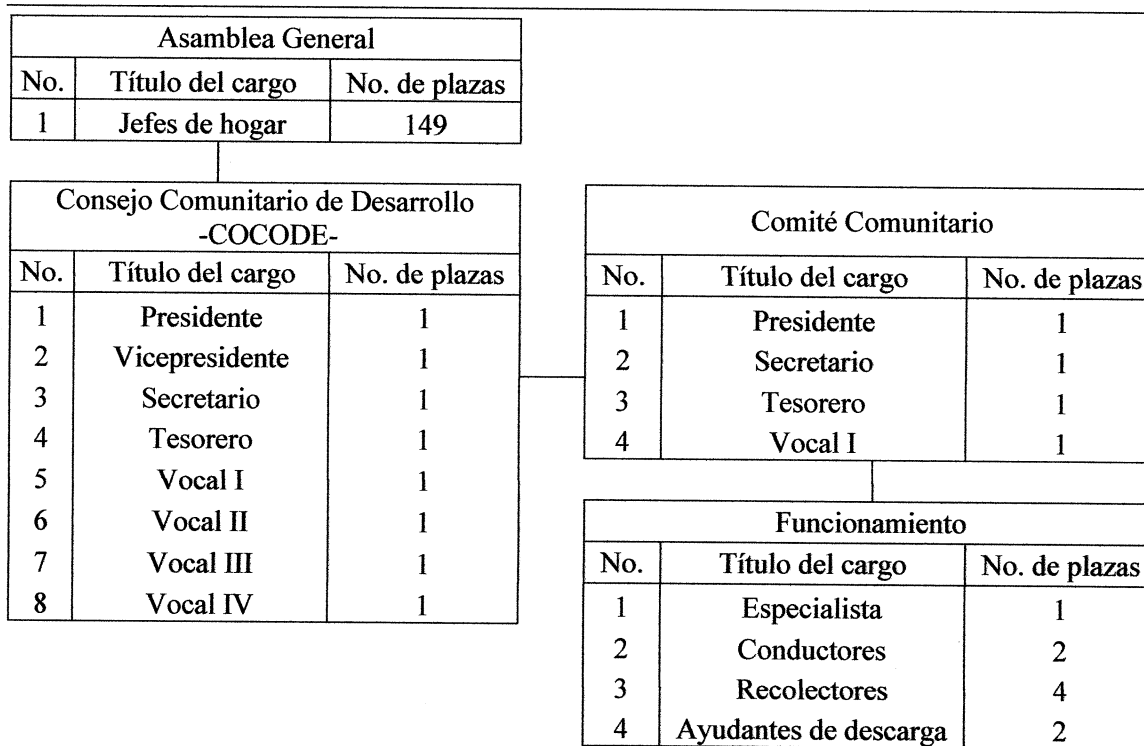 Asamblea General
No. Título del cargo No. de plazas
1 Jefes de hogar 149
Consejo Comunitario de Desarrollo
-COCODE-
No. Título del cargo No. de plazas
1 Presidente 1
2 Vicepresidente 1
3 Secretario 1
4 Tesorero 1
5 Vocal I 1
6 Vocal II 1
7 Vocal III 1
8 Vocal IV 1
Comité Comunitario
No. Título del cargo No. de plazas
1 Presidente 1
2 Secretario 1
3 Tesorero 1
4 Vocal I 1
Funcionamiento
No. Título del cargo No. de plazas
1 Especialista 1
2 Conductores 2
3 Recolectores 4
4 Ayudantes de descarga 2